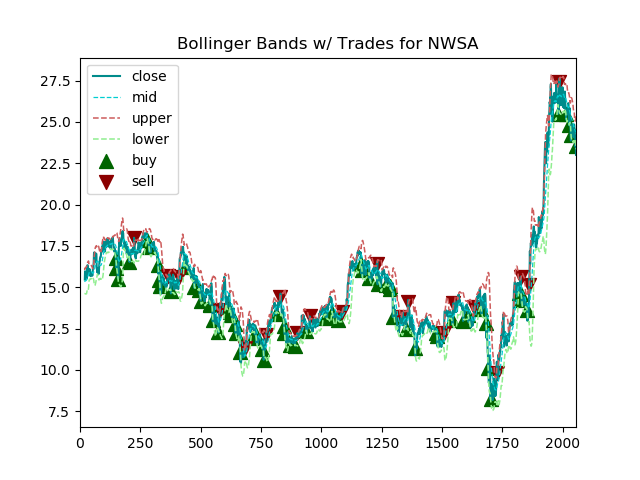 Bollinger Bands w/ Trades for NWSA
close
mid
upper
lower
buy
sell
27.5
25.0
22.5
20.0
17.5
15.0
12.5
10.0
7.5
0 250 500 750 1000 1250 1500 1750 2000